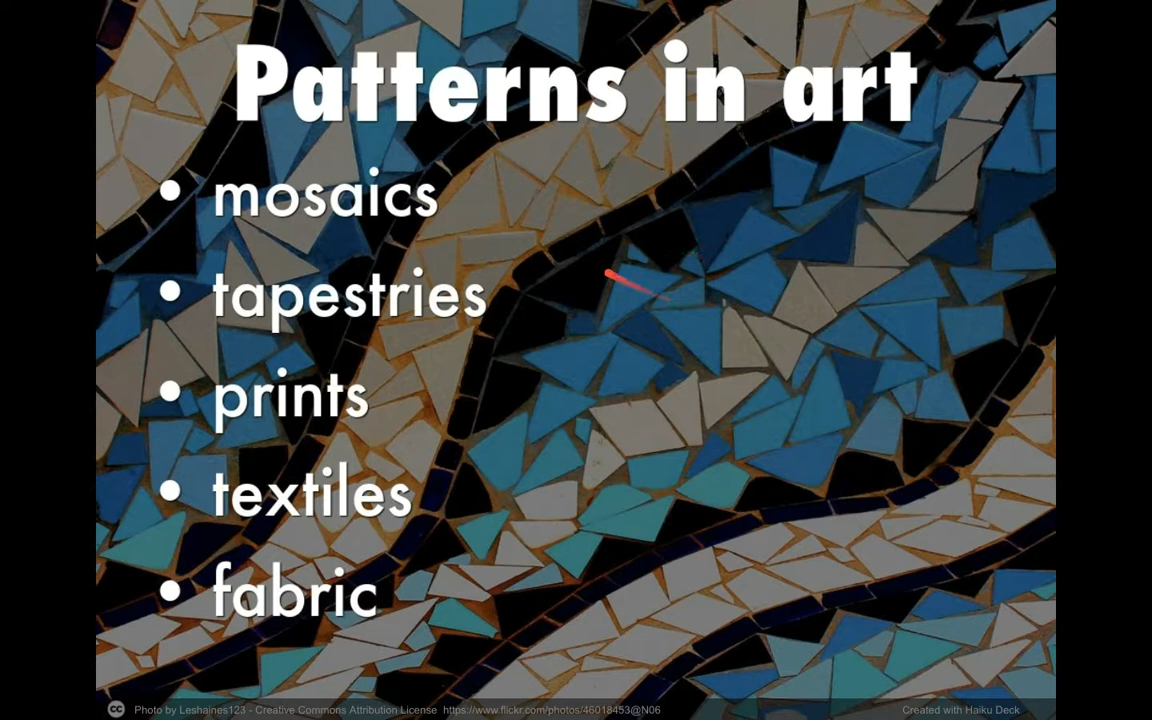 Patterns in art
• mosaics
• tapestries
• prints
• textiles
• fabric
cc Photo by Leshaines123 - Creative Commons Attribution License https://www.flickr.com/photos/46018453@N06 Created with Haiku Deck